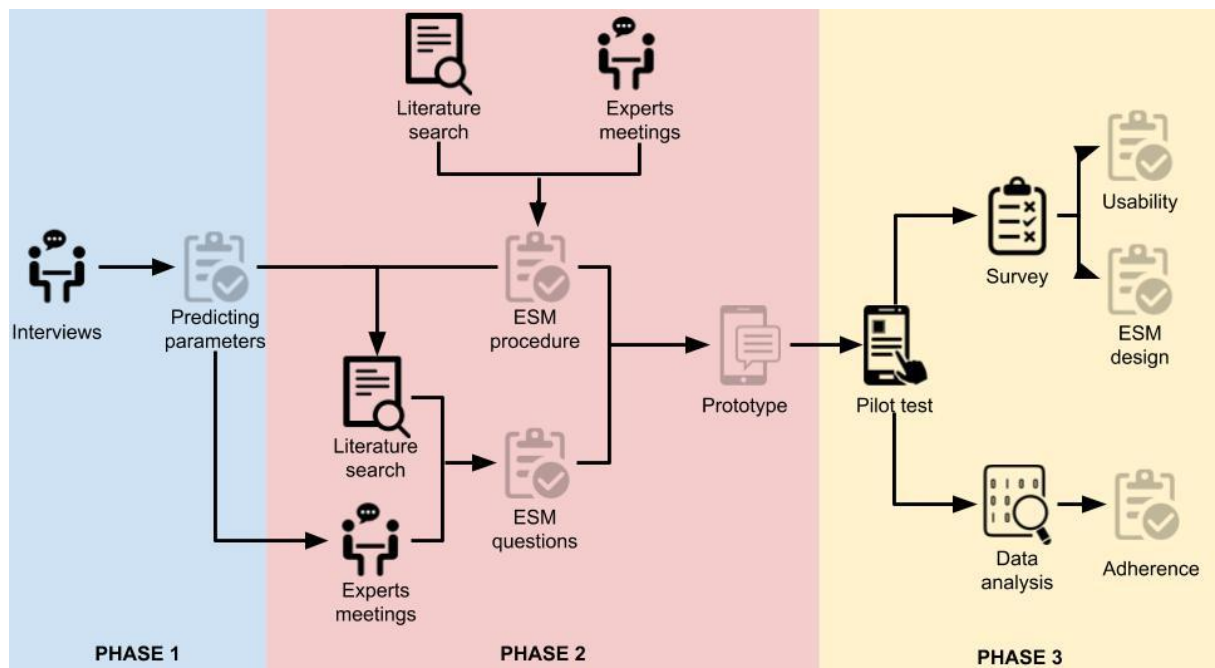 Literature
search
Experts
meetings
Usability
Interviews
Predicting
parameters
ESM
procedure
Survey
ESM
design
Prototype
Pilot test
Literature
search
ESM
questions
Experts
meetings
Data
analysis
Adherence
PHASE 1
PHASE 2
PHASE 3